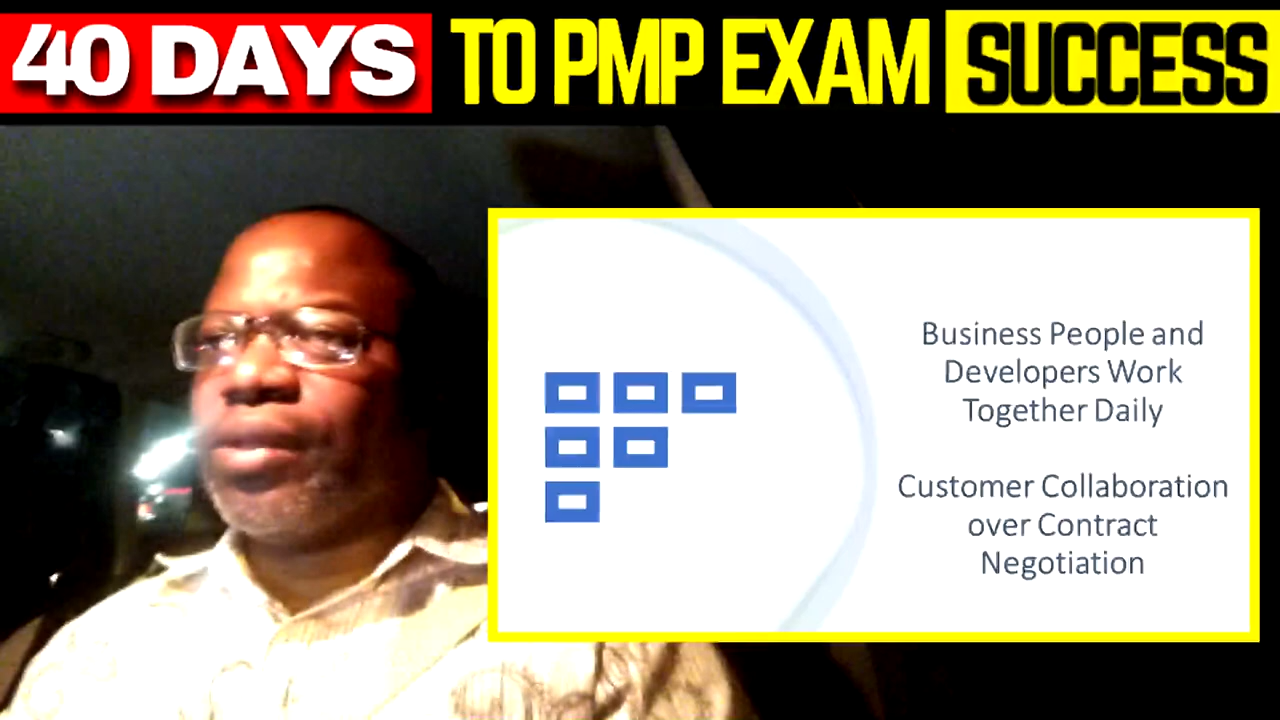 40 DAYS TO PMP EXAM SUCCESS
Business People and
Developers Work
Together Daily
Customer Collaboration
over Contract
Negotiation